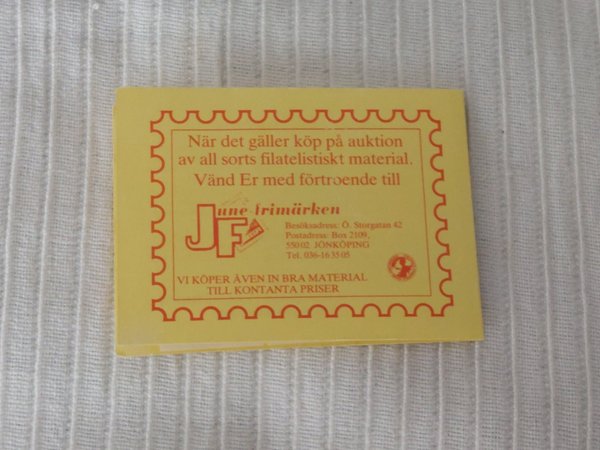 När det gäller köp på auktion
av all sorts filatelistiskt material.
Vänd Er med förtroende till
June-frimärken
JF
Besöksadress: Ö. Storgatan 42
Postadress: Box 2109,
550 02 JÖNKÖPING
Tel. 036-16 35 05
VI KÖPER ÄVEN IN BRA MATERIAL
TILL KONTANTA PRISER